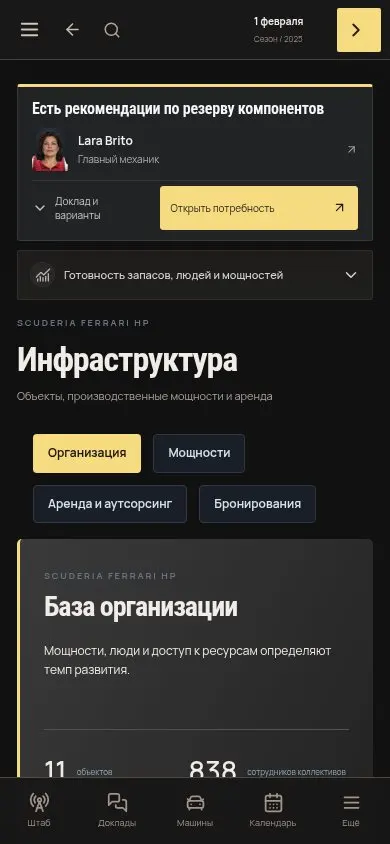 1 февраля
Сезон / 2025
Есть рекомендации по резерву компонентов
Lara Brito
Главный механик
Доклад и
варианты
Открыть потребность
Готовность запасов, людей и мощностей
SCUDERIA FERRARI HP
Инфраструктура
Объекты, производственные мощности и аренда
Организация
Мощности
Аренда и аутсорсинг
Бронирования
SCUDERIA FERRARI HP
База организации
Мощности, люди и доступ к ресурсам определяют
темп развития.
11 объектов
838 сотрудников коллективов
Штаб
Доклады
Машины
Календарь
Ещё